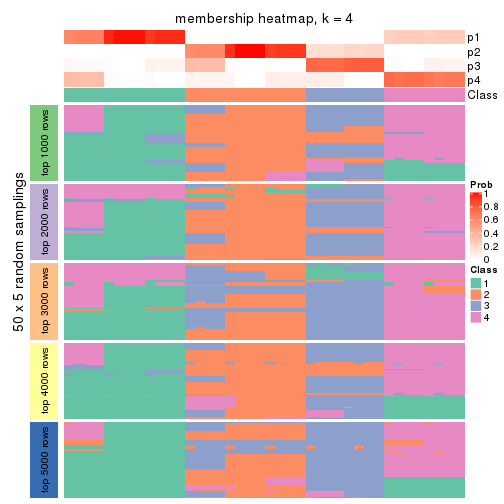 membership heatmap, k = 4
p1
p2
p3
p4
Class
50 x 5 random samplings
top 1000 rows
top 2000 rows
top 3000 rows
top 4000 rows
top 5000 rows
Prob
1
0.8
0.6
0.4
0.2
0
Class
1
2
3
4